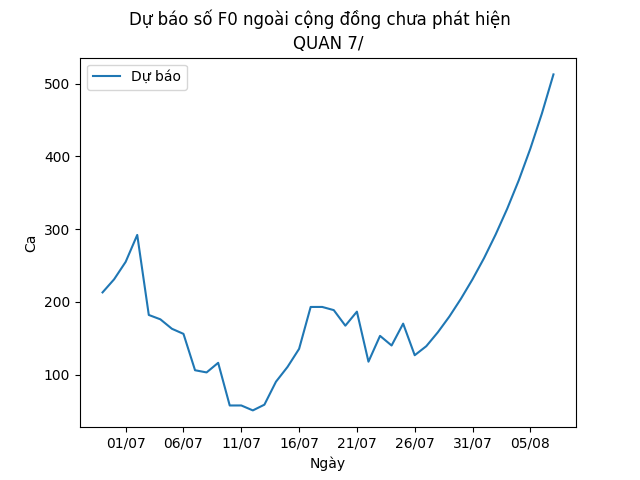 Dự báo số F0 ngoài cộng đồng chưa phát hiện
QUAN 7/
Dự báo
500
400
300
200
100
Ca
01/07 06/07 11/07 16/07 21/07 26/07 31/07 05/08
Ngày